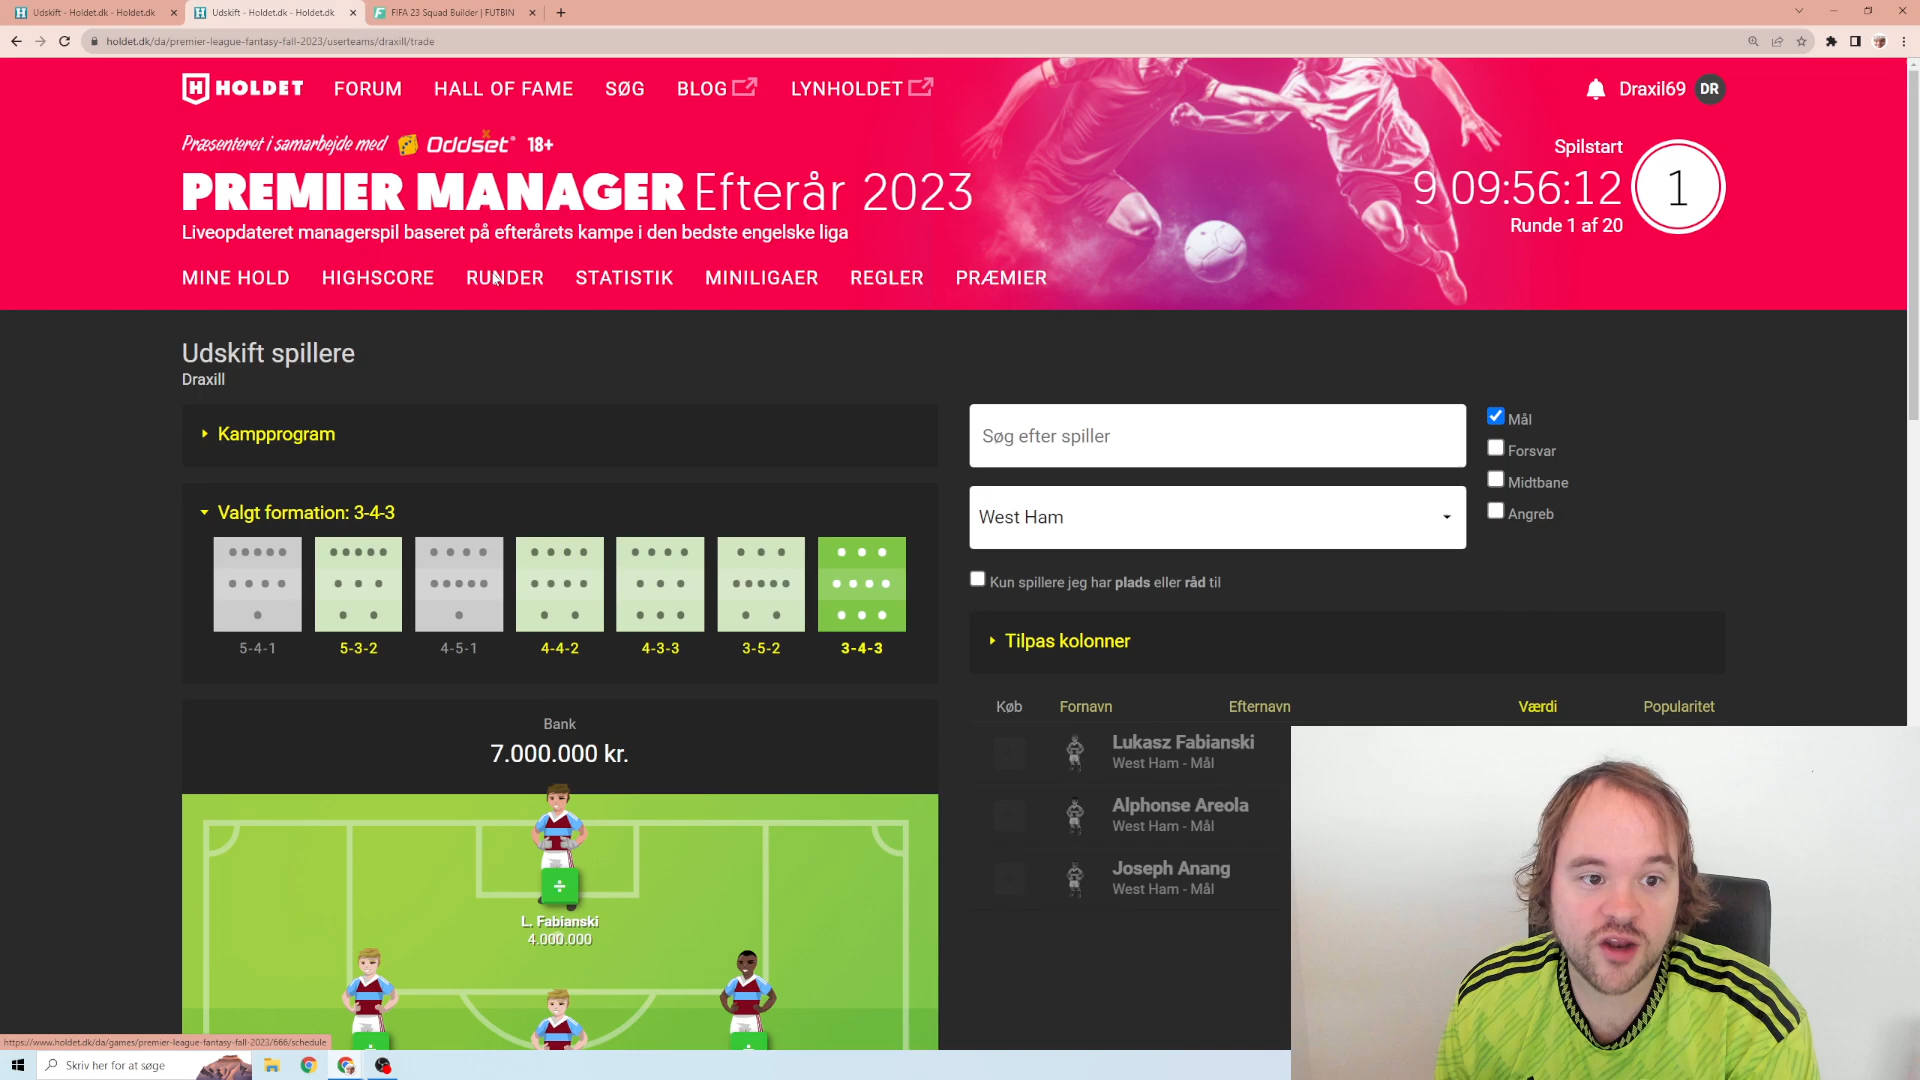 Udskift - Holdet.dk - Holdet.dk
Udskift - Holdet.dk - Holdet.dk
FIFA 23 Squad Builder | FUTBIN
holdet.dk/da/premier-league-fantasy-fall-2023/userteams/draxill/trade
HOLDET
FORUM
HALL OF FAME
SØG
BLOG
LYNHOLDET
Draxil69
DR
Præsenteret i samarbejde med
Oddset
18+
PREMIER MANAGER Efterår 2023
Liveopdateret managerspil baseret på efterårets kampe i den bedste engelske liga
Spilstart
9 09:56:12
Runde 1 af 20
1
MINE HOLD
HIGHSCORE
RUNDER
STATISTIK
MINILIGAER
REGLER
PRÆMIER
Udskift spillere
Draxill
Kampprogram
Valgt formation: 3-4-3
5-4-1
5-3-2
4-5-1
4-4-2
4-3-3
3-5-2
3-4-3
Bank
7.000.000 kr.
L. Fabianski
4.000.000
Søg efter spiller
West Ham
Mål
Forsvar
Midtbane
Angreb
Kun spillere jeg har plads eller råd til
Tilpas kolonner
Køb
Fornavn
Efternavn
Værdi
Popularitet
Lukasz Fabianski
West Ham - Mål
Alphonse Areola
West Ham - Mål
Joseph Anang
West Ham - Mål
https://www.holdet.dk/da/games/premier-league-fantasy-fall-2023/666/schedule
Skriv her for at søge